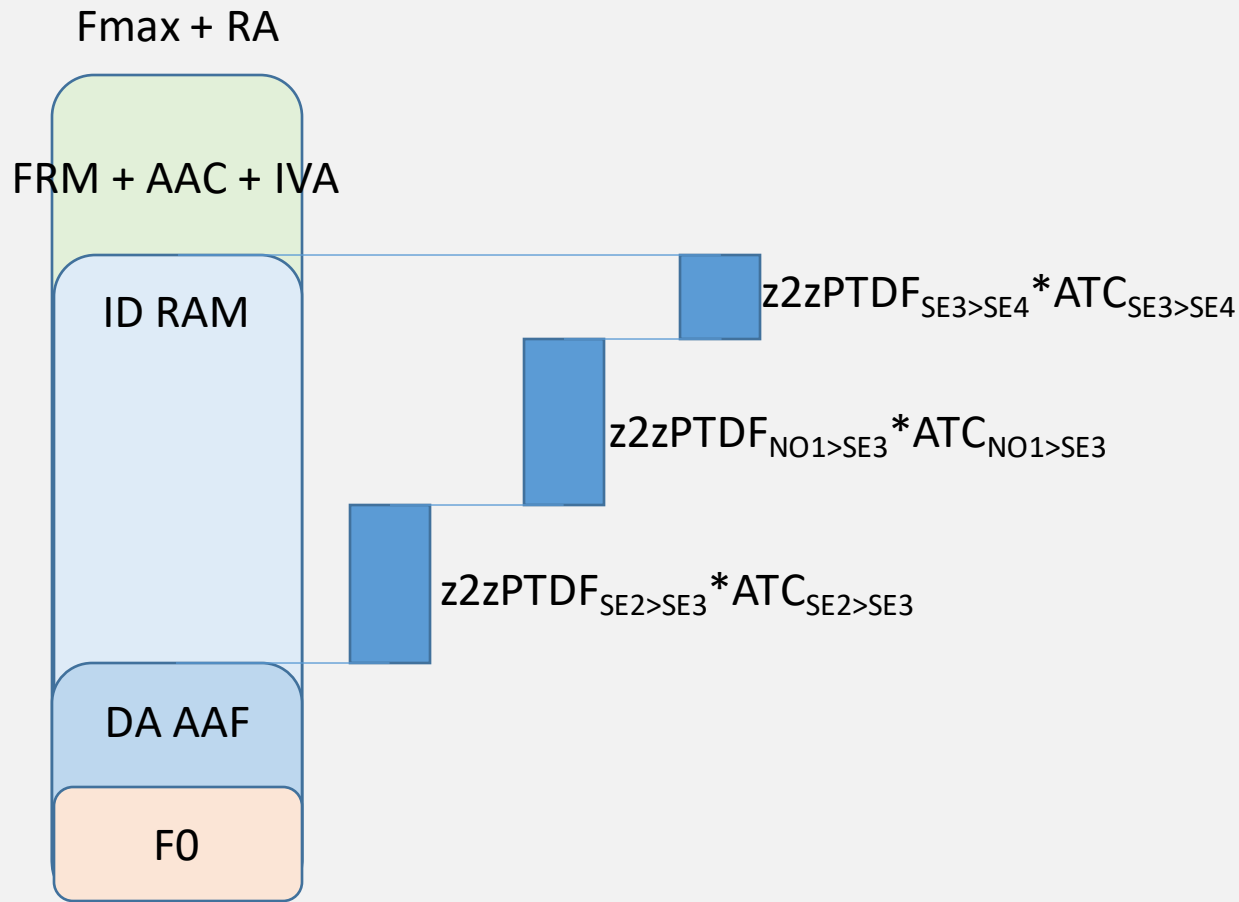 Fmax + RA
FRM + AAC + IVA
ID RAM
z2zPTDFSE3>SE4*ATCSE3>SE4
z2zPTDFNO1>SE3*ATCNO1>SE3
z2zPTDFSE2>SE3*ATCSE2>SE3
DA AAF
F0